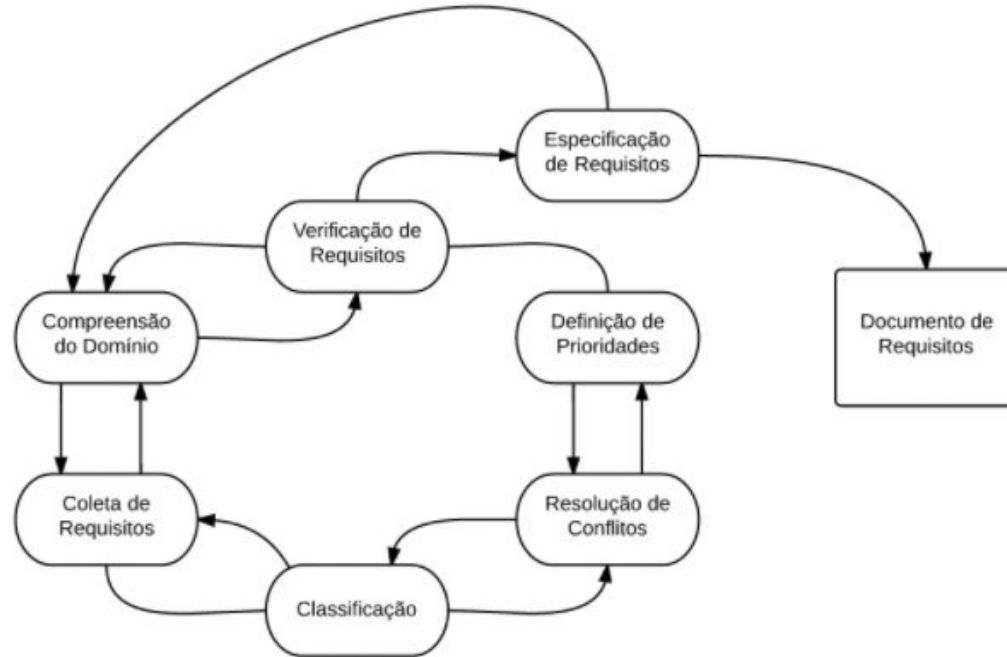 Especificação
de Requisitos
Verificação de
Requisitos
Compreensão
do Domínio
Definição de
Prioridades
Documento de
Requisitos
Coleta de
Requisitos
Resolução de
Conflitos
Classificação